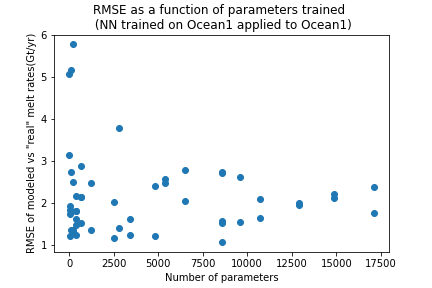 RMSE as a function of parameters trained
(NN trained on Ocean1 applied to Ocean1)
RMSE of modeled vs "real" melt rates(Gt/yr)
6
5
4
3
2
1
0 2500 5000 7500 10000 12500 15000 17500
Number of parameters